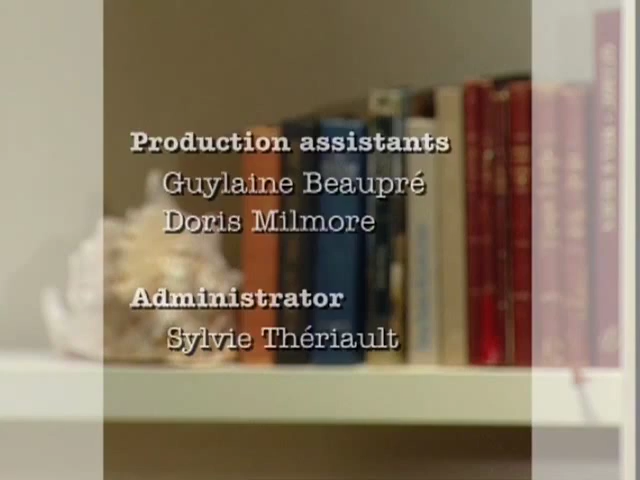 Production assistants
Guylaine Beaupré
Doris Milmore
Administrator
Sylvie Thériault